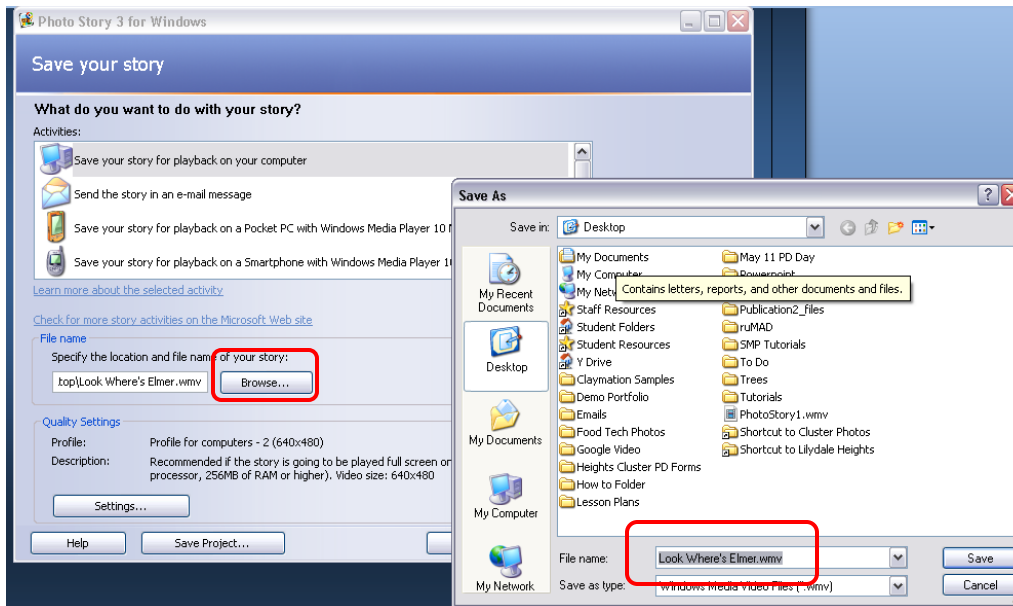 Photo Story 3 for Windows
Save your story
What do you want to do with your story?
Activities:
Save your story for playback on your computer
Send the story in an e-mail message
Save your story for playback on a Pocket PC with Windows Media Player 10
Save your story for playback on a Smartphone with Windows Media Player
Learn more about the selected activity
Check for more story activities on the Microsoft Web site
File name
Specify the location and file name of your story:
top\Look Where's Elmer.wmv
Browse...
Quality Settings
Profile: Profile for computers - 2 (640x480)
Description: Recommended if the story is going to be played full screen on
processor, 256MB of RAM or higher). Video size: 640x480
Settings...
Help
Save Project...
Save As
Save in: Desktop
My Recent
Documents
Desktop
My Documents
My Computer
My Network
My Documents
My Computer
Staff Resources
Student Folders
Student Resources
Y Drive
Claymation Samples
Demo Portfolio
Emails
Food Tech Photos
Google Video
Heights Cluster PD Forms
How to Folder
Lesson Plans
May 11 PD Day
Powerpoint
Contains letters, reports, and other documents and files.
Publication2_files
ruMAD
SMP Tutorials
To Do
Trees
Tutorials
PhotoStory1.wmv
Shortcut to Cluster Photos
Shortcut to Lilydale Heights
File name: Look Where's Elmer.wmv
Save
Save as type: Windows Media Video Files (*.wmv)
Cancel